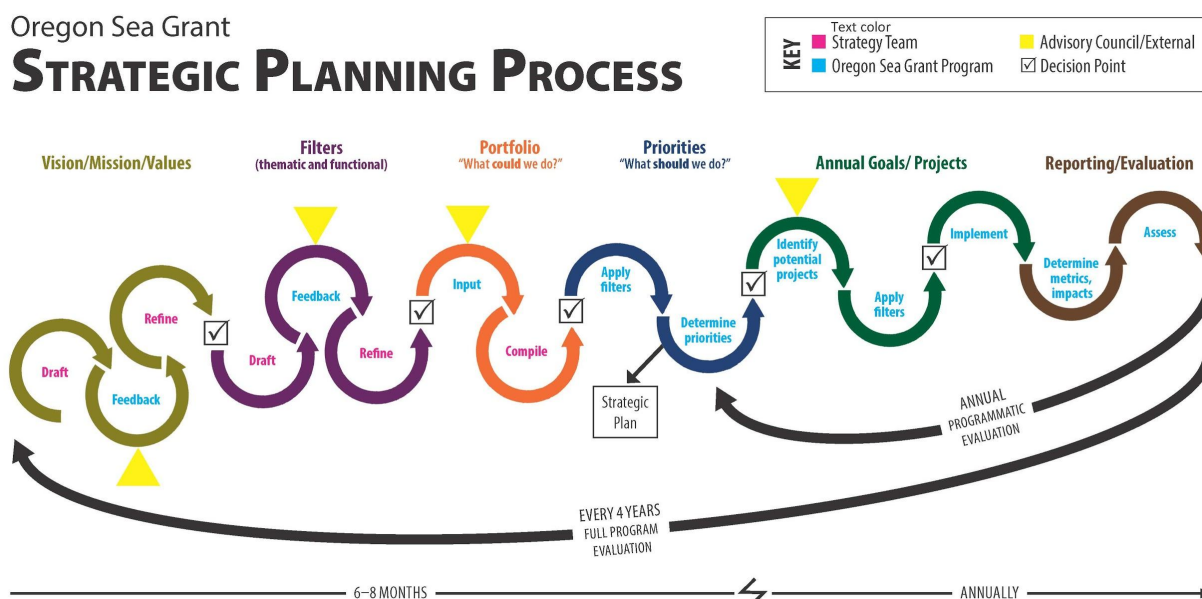 Oregon Sea Grant
STRATEGIC PLANNING PROCESS
KEY
Text color
Strategy Team
Oregon Sea Grant Program
Advisory Council/External
Decision Point
Vision/Mission/Values
Filters
(thematic and functional)
Portfolio
"What could we do?"
Priorities
"What should we do?"
Annual Goals/ Projects
Reporting/Evaluation
Draft
Feedback
Refine
Draft
Feedback
Refine
Input
Compile
Apply
filters
Determine
priorities
Strategic
Plan
Identify
potential
projects
Apply
filters
Implement
Determine
metrics,
impacts
Assess
ANNUAL
PROGRAMMATIC
EVALUATION
EVERY 4 YEARS
FULL PROGRAM
EVALUATION
6–8 MONTHS
ANNUALLY